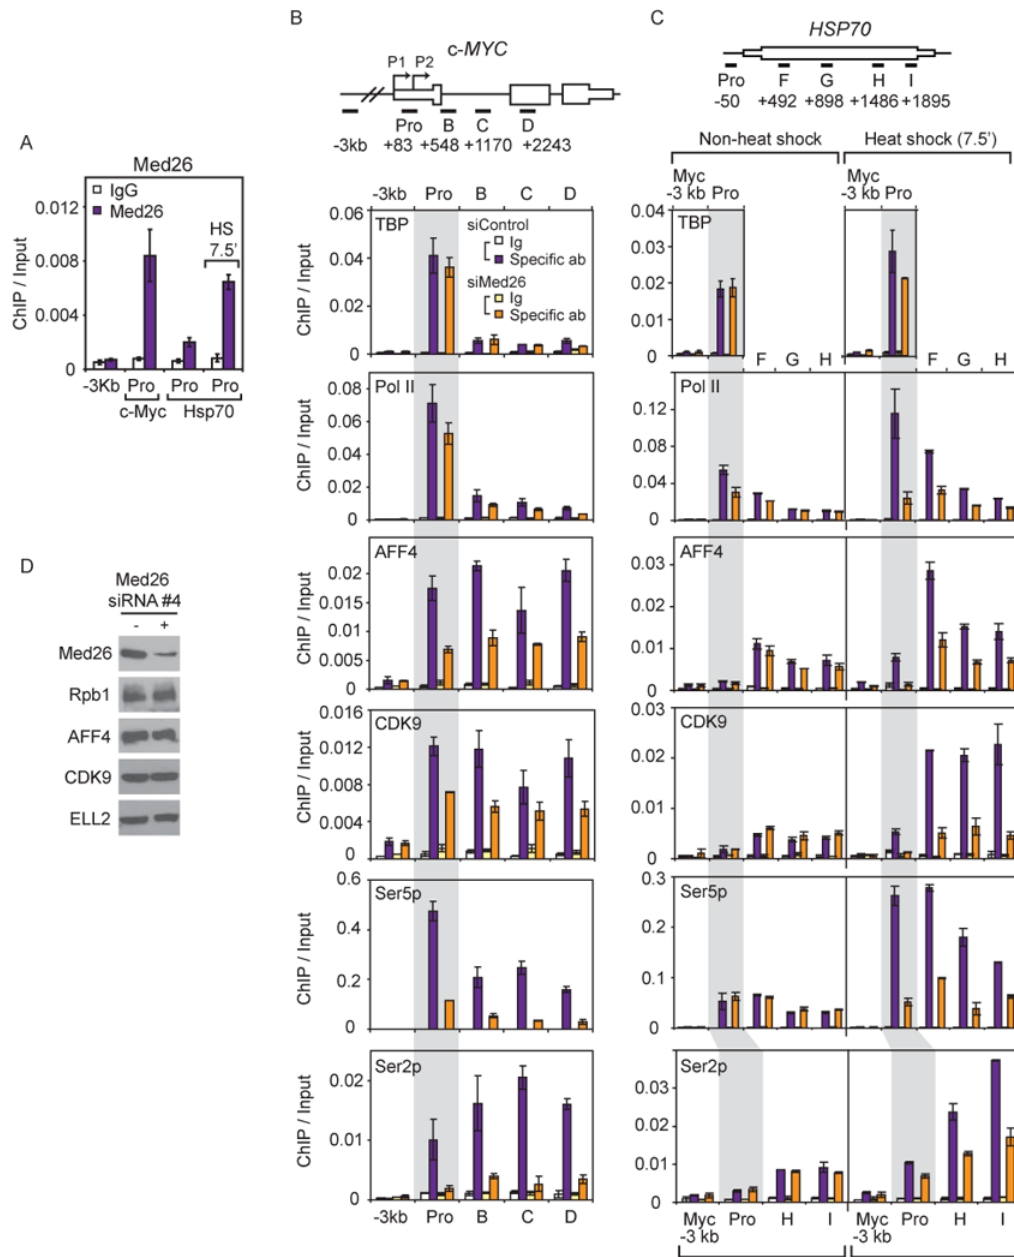 A
Med26
IgG
Med26
HS
7.5'
ChIP / Input
0.012
0.008
0.004
0
-3Kb Pro Pro Pro
c-Myc Hsp70
B
c-MYC
P1 P2
Pro B C D
-3kb +83 +548 +1170 +2243
-3kb Pro B C D
TBP
siControl
Ig
Specific ab
siMed26
Ig
Specific ab
ChIP / Input
0.06
0.04
0.02
0
Pol II
ChIP / Input
0.08
0.06
0.04
0.02
0
AFF4
ChIP / Input
0.02
0.015
0.01
0.005
0
CDK9
ChIP / Input
0.016
0.012
0.008
0.004
0
Ser5p
ChIP / Input
0.6
0.4
0.2
0
Ser2p
ChIP / Input
0.02
0.01
0
-3kb Pro B C D
C
HSP70
Pro F G H I
-50 +492 +898 +1486 +1895
Non-heat shock Heat shock (7.5')
Myc
-3 kb Pro
Myc
-3 kb Pro
TBP
0.04
0.03
0.02
0.01
0
F G H F G H
Pol II
0.12
0.08
0.04
0
AFF4
0.03
0.02
0.01
0
CDK9
0.03
0.02
0.01
0
Ser5p
0.3
0.2
0.1
0
Ser2p Ser2p
0.03
0.02
0.01
0
Myc
-3 kb
Pro H I
Myc
-3 kb
Pro H I
D
Med26
siRNA #4
- +
Med26
Rpb1
AFF4
CDK9
ELL2